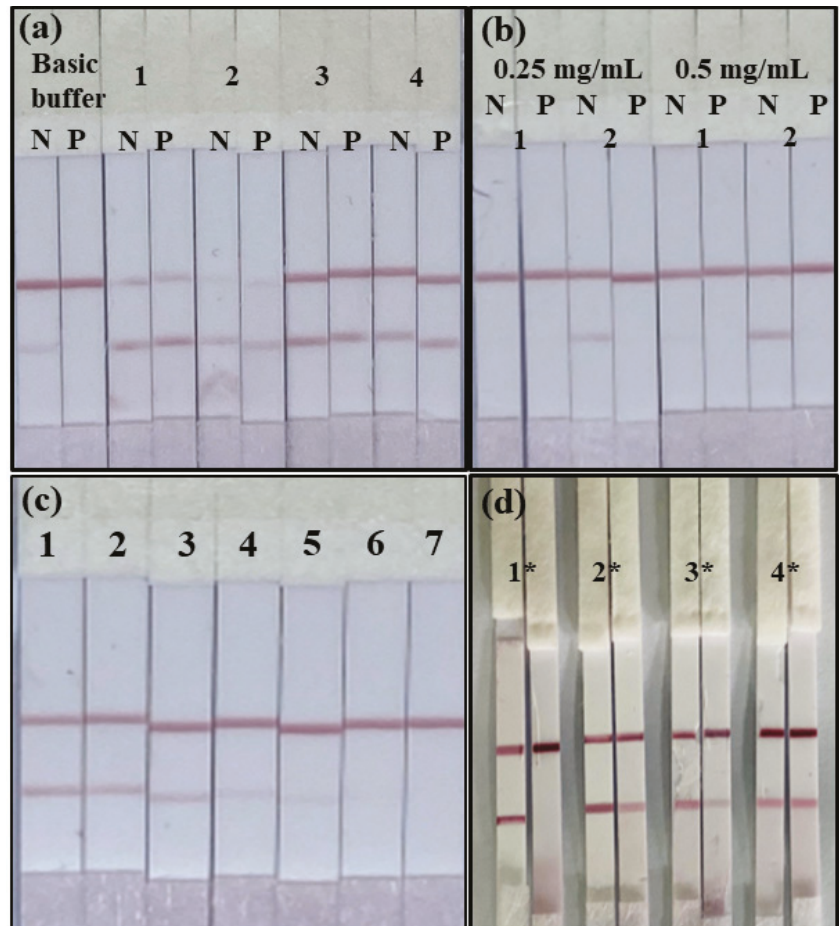 (a)
Basic
buffer
1 2 3 4
N P N P N P N P N P
(b)
0.25 mg/mL 0.5 mg/mL
N P N P N P N P
1 2 1 2
(c)
1 2 3 4 5 6 7
(d)
1* 2* 3* 4*